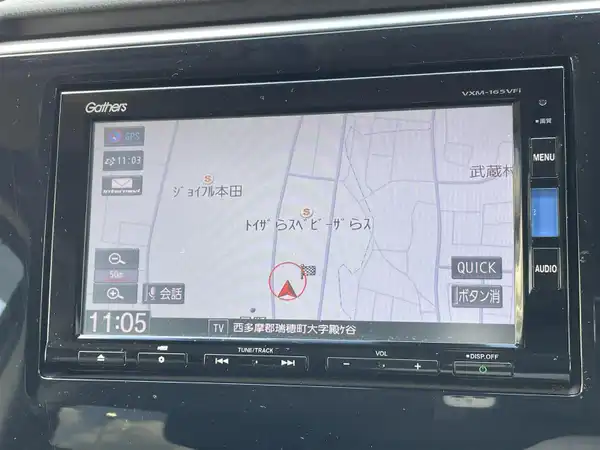 Gathers
VXM-165VFi
GPS
11:03
internavi
50m
会話
11:05
ジョイフル本田
トイザらスベビーザらス
武蔵村
QUICK
ボタン消
TV 西多摩郡瑞穂町大字殿ケ谷
画質
MENU
AUDIO
TUNE/TRACK
VOL
DISP.OFF